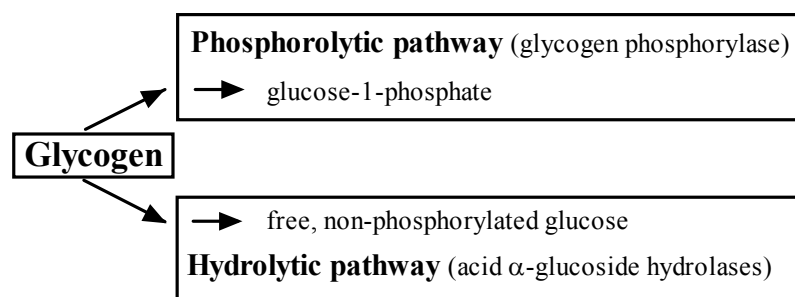 Phosphorolytic pathway (glycogen phosphorylase)
glucose-1-phosphate
Glycogen
free, non-phosphorylated glucose
Hydrolytic pathway (acid α-glucoside hydrolases)